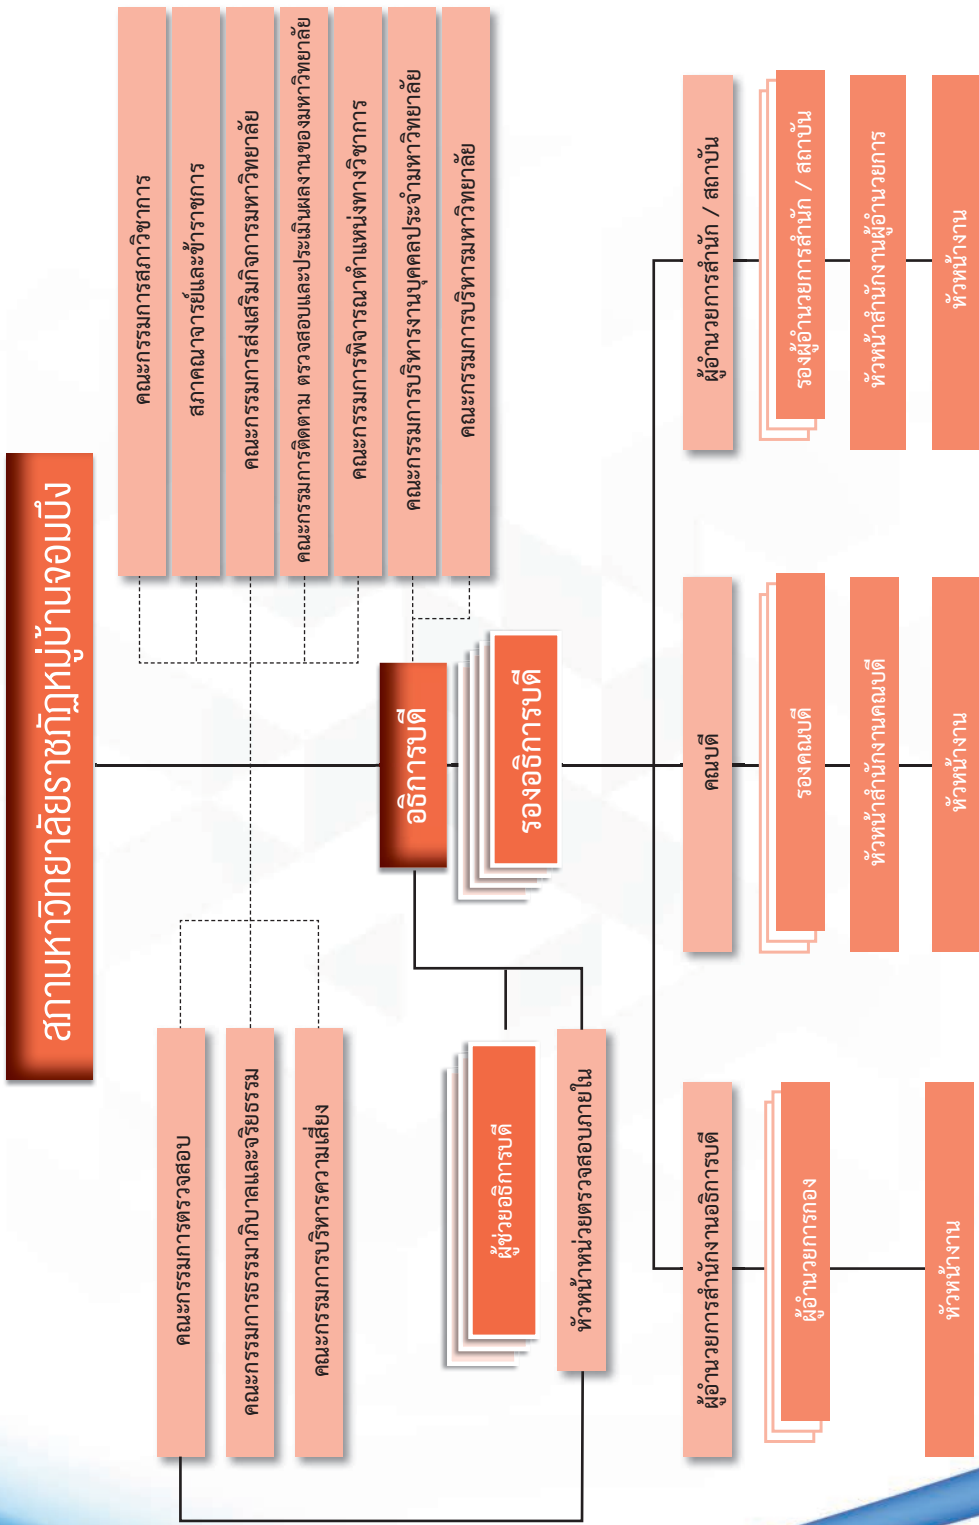 สภามหาวิทยาลัยราชภัฏหมู่บ้านจอมบึง
คณะกรรมการตรวจสอบ
คณะกรรมการธรรมาภิบาลและจริยธรรม
คณะกรรมการบริหารความเสี่ยง
คณะกรรมการสภาวิชาการ
สภาคณาจารย์และข้าราชการ
คณะกรรมการส่งเสริมกิจการมหาวิทยาลัย
คณะกรรมการติดตาม ตรวจสอบและประเมินผลงานของมหาวิทยาลัย
คณะกรรมการพิจารณาตำแหน่งทางวิชาการ
คณะกรรมการบริหารงานบุคคลประจำมหาวิทยาลัย
คณะกรรมการบริหารมหาวิทยาลัย
อธิการบดี
รองอธิการบดี
ผู้ช่วยอธิการบดี
หัวหน้าหน่วยตรวจสอบภายใน
ผู้อำนวยการสำนักงานอธิการบดี
ผู้อำนวยการกอง
หัวหน้างาน
คณบดี
รองคณบดี
หัวหน้าสำนักงานคณบดี
หัวหน้างาน
ผู้อำนวยการสำนัก / สถาบัน
รองผู้อำนวยการสำนัก / สถาบัน
หัวหน้าสำนักงานผู้อำนวยการ
หัวหน้างาน